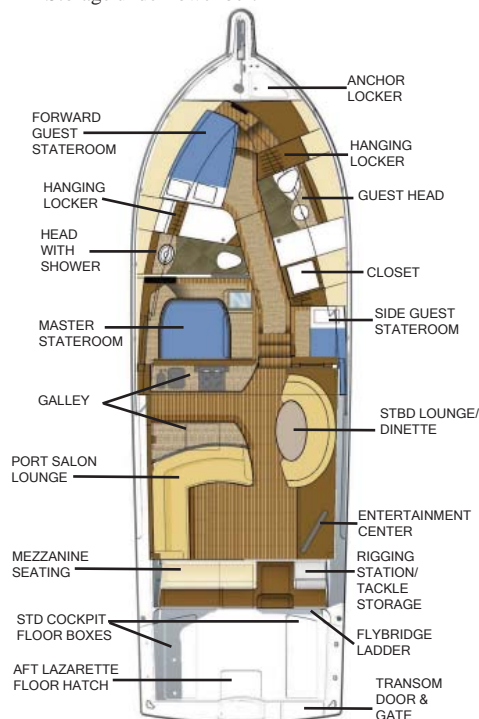 ANCHOR
LOCKER
FORWARD
GUEST
STATEROOM
HANGING
LOCKER
HANGING
LOCKER
GUEST HEAD
HEAD
WITH
SHOWER
CLOSET
MASTER
STATEROOM
SIDE GUEST
STATEROOM
GALLEY
STBD LOUNGE/
DINETTE
PORT SALON
LOUNGE
ENTERTAINMENT
CENTER
MEZZANINE
SEATING
RIGGING
STATION/
TACKLE
STORAGE
STD COCKPIT
FLOOR BOXES
FLYBRIDGE
LADDER
AFT LAZARETTE
FLOOR HATCH
TRANSOM
DOOR &
GATE